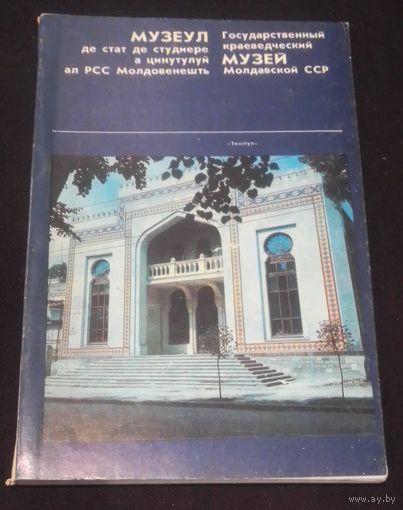 МУЗЕУЛ
де стат де студиере
а цинутулуй
ал РСС Молдовенешть
Государственный
краеведческий
МУЗЕЙ
Молдавской ССР
«Тимпул»
www.ay.by